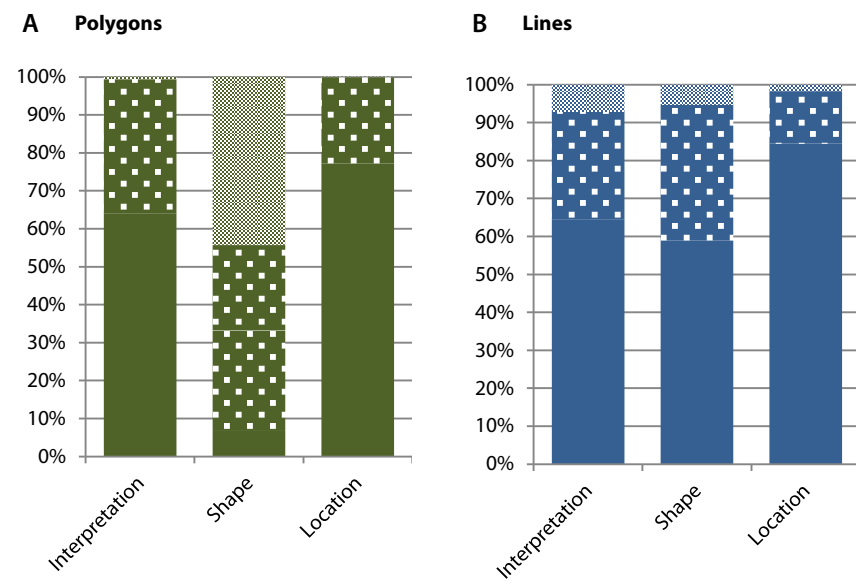 A Polygons
100%
90%
80%
70%
60%
50%
40%
30%
20%
10%
0%
Interpretation
Shape
Location
B Lines
100%
90%
80%
70%
60%
50%
40%
30%
20%
10%
0%
Interpretation
Shape
Location